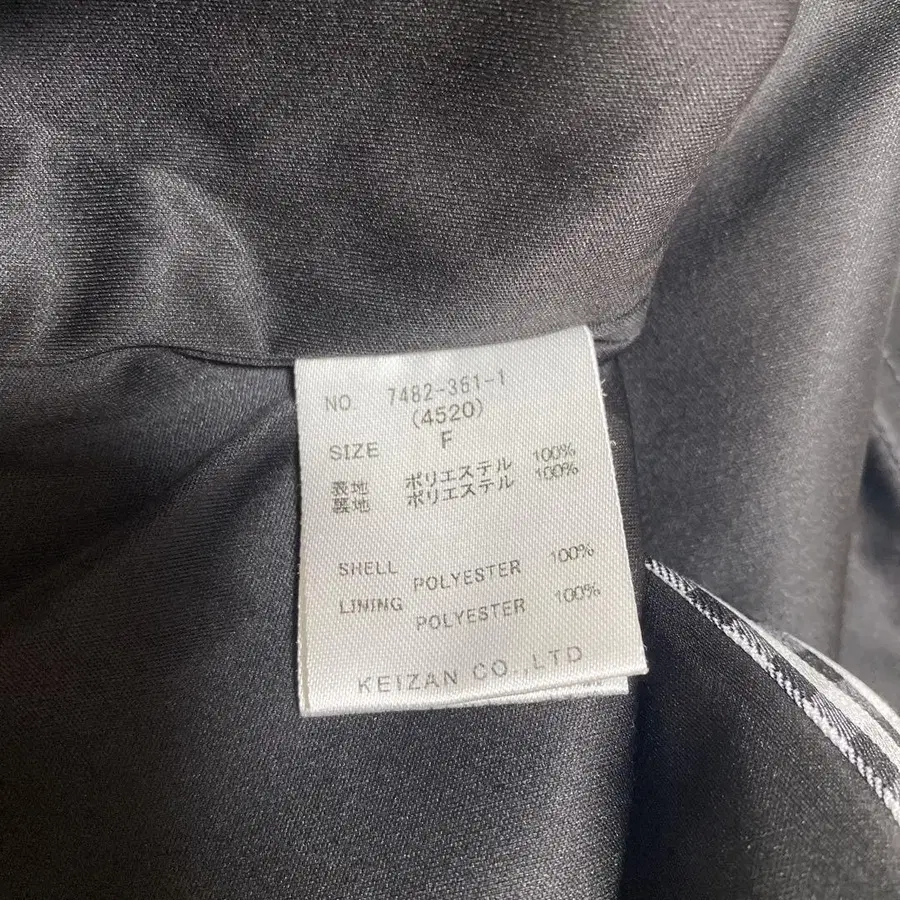 NO. 7482-361-1
(4520)
SIZE F
表地 ポリエステル 100%
裏地 ポリエステル 100%
SHELL POLYESTER 100%
LINING POLYESTER 100%
KEIZAN CO.,LTD